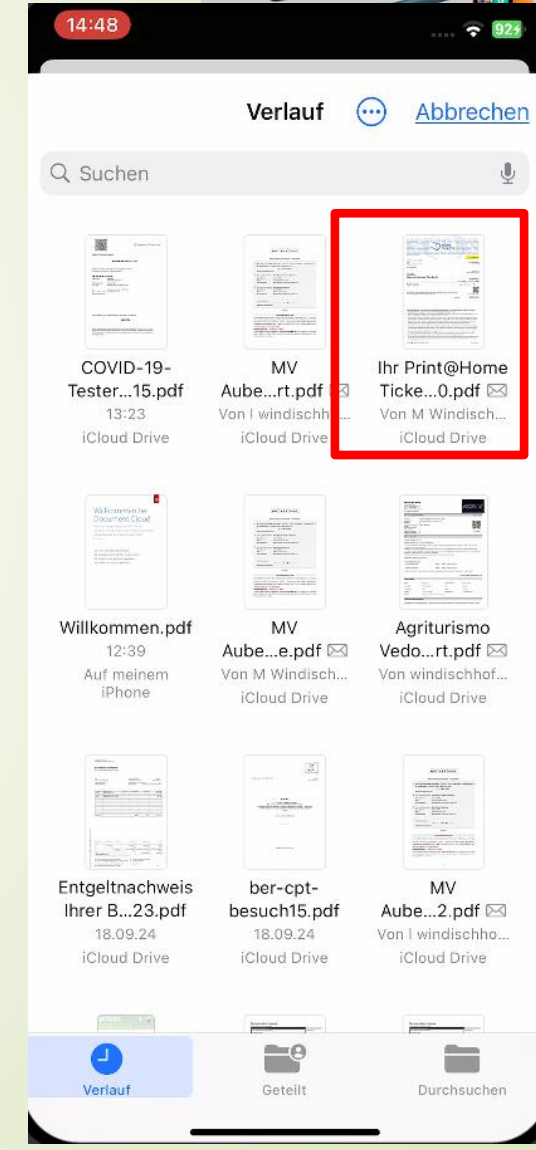 14:48
92
Verlauf
Abbrechen
Suchen
COVID-19-
Tester...15.pdf
13:23
iCloud Drive
MV
Aube...rt.pdf
Von I windischh...
iCloud Drive
Ihr Print@Home
Ticke...0.pdf
Von M Windisch...
iCloud Drive
Willkommen bei
Document Cloud
Willkommen.pdf
12:39
Auf meinem
iPhone
MV
Aube...e.pdf
Von M Windisch...
iCloud Drive
Agriturismo
Vedo...rt.pdf
Von windischhof...
iCloud Drive
Entgeltnachweis
Ihrer B...23.pdf
18.09.24
iCloud Drive
ber-cpt-
besuch15.pdf
18.09.24
iCloud Drive
MV
Aube...2.pdf
Von I windischho...
iCloud Drive
Verlauf
Geteilt
Durchsuchen